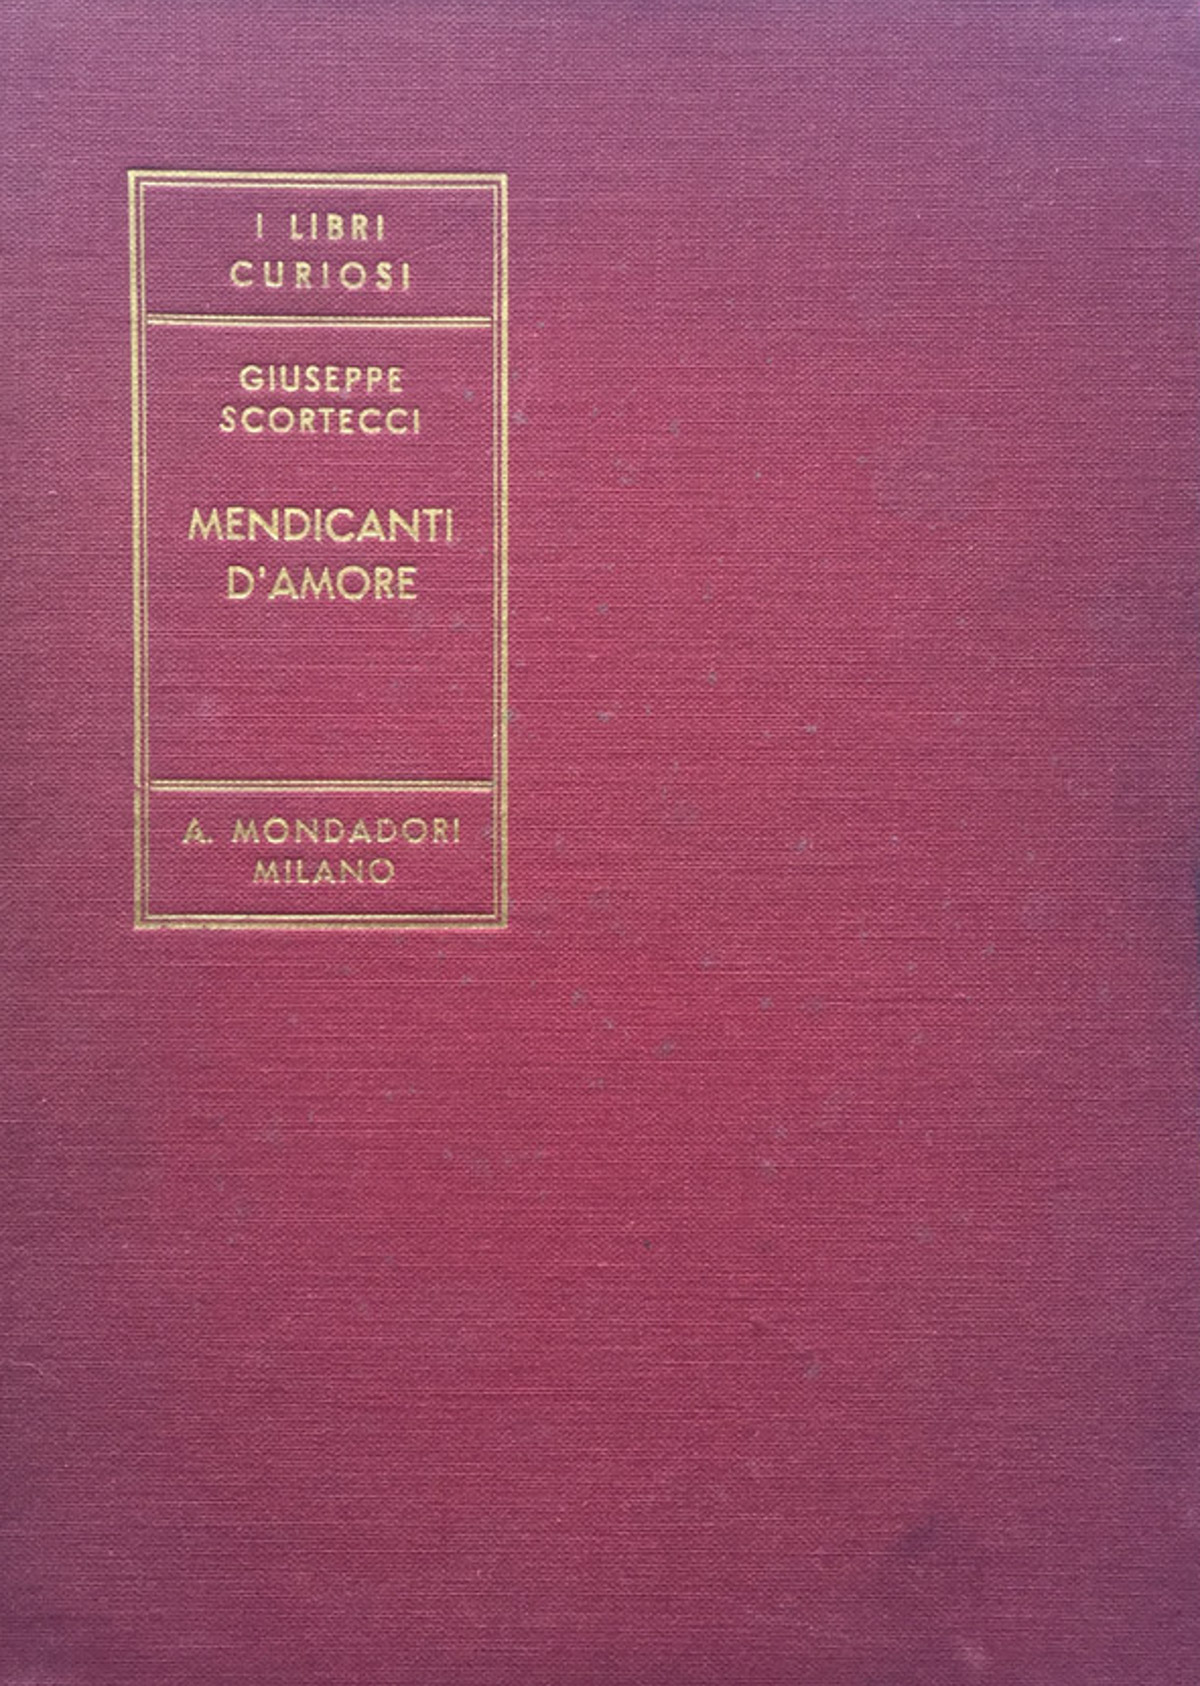 I LIBRI
CURIOSI
GIUSEPPE
SCORTECCI
MENDICANTI
D'AMORE
A. MONDADORI
MILANO